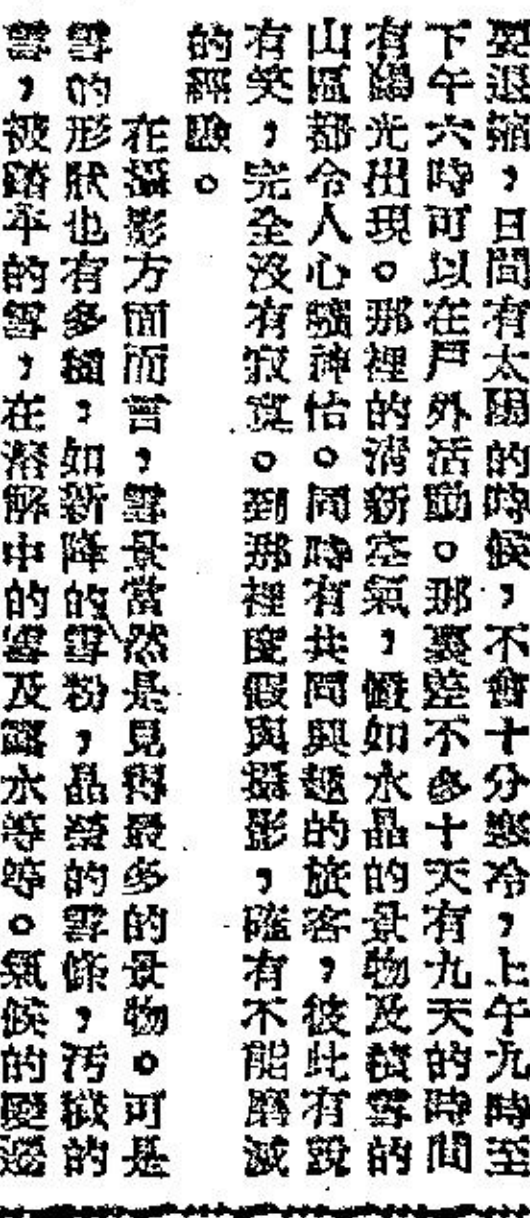 要退縮，日間有太陽的時候，不會十分寒冷，上午九時至
下午六時可以在戶外活動。那裏差不多十天有九天的時間
有陽光出現。那裡的清新空氣，儼如水晶的景物及積雪的
山區都令人心曠神怡。同時有共同興趣的旅客，彼此有說
有笑，完全沒有寂寞。到那裡度假與攝影，確有不能磨滅
的經驗。
在攝影方面而言，雪景當然是見得最多的景物。可是
雪的形狀也有多種，如新降的雪粉，晶瑩的雪條，污穢的
雪，被踏平的雪，在溶解中的雪及露水等等。氣候的變遷